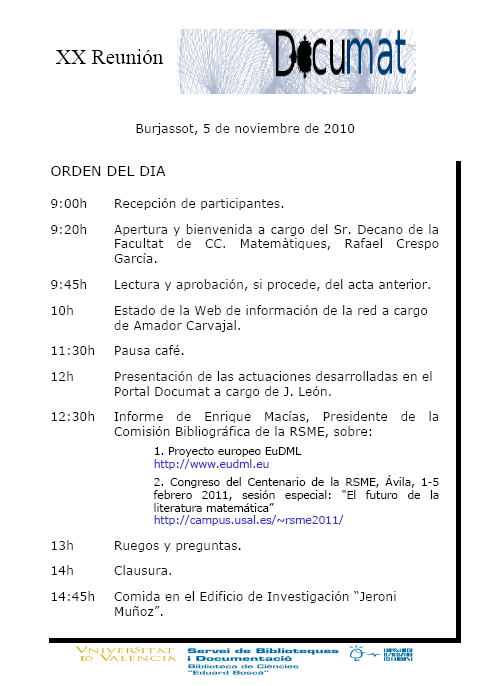 XX Reunión
Documat
Burjassot, 5 de noviembre de 2010
ORDEN DEL DIA
9:00h Recepción de participantes.
9:20h Apertura y bienvenida a cargo del Sr. Decano de la
Facultat de CC. Matemàtiques, Rafael Crespo
García.
9:45h Lectura y aprobación, si procede, del acta anterior.
10h Estado de la Web de información de la red a cargo
de Amador Carvajal.
11:30h Pausa café.
12h Presentación de las actuaciones desarrolladas en el
Portal Documat a cargo de J. León.
12:30h Informe de Enrique Macías, Presidente de la
Comisión Bibliográfica de la RSME, sobre:
1. Proyecto europeo EuDML
http://www.eudml.eu
2. Congreso del Centenario de la RSME, Ávila, 1-5
febrero 2011, sesión especial: "El futuro de la
literatura matemática”
http://campus.usal.es/~rsme2011/
13h Ruegos y preguntas.
14h Clausura.
14:45h Comida en el Edificio de Investigación “Jeroni
Muñoz”.
VNIVERSITAT
DE VALÈNCIA
Servei de Biblioteques
i Documentació
Biblioteca de Ciències
"Eduard Boscà"